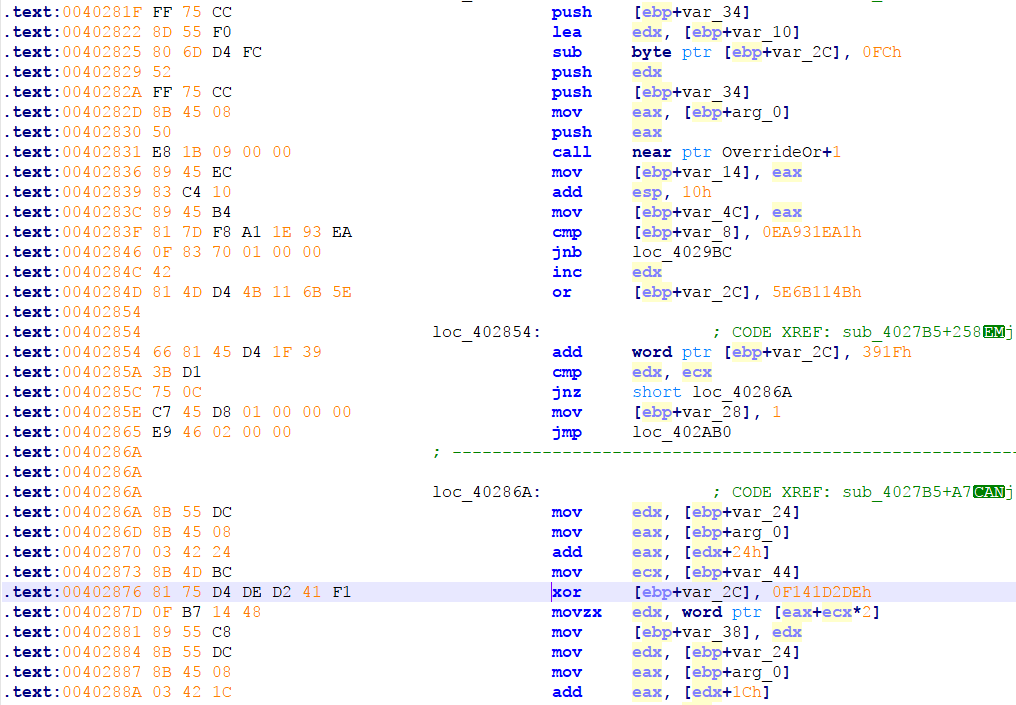 .text:0040281F FF 75 CC push [ebp+var_34]
.text:00402822 8D 55 F0 lea edx, [ebp+var_10]
.text:00402825 80 6D D4 FC sub byte ptr [ebp+var_2C], 0FCh
.text:00402829 52 push edx
.text:0040282A FF 75 CC push [ebp+var_34]
.text:0040282D 8B 45 08 mov eax, [ebp+arg_0]
.text:00402830 50 push eax
.text:00402831 E8 1B 09 00 00 call near ptr OverrideOr+1
.text:00402836 89 45 EC mov [ebp+var_14], eax
.text:00402839 83 C4 10 add esp, 10h
.text:0040283C 89 45 B4 mov [ebp+var_4C], eax
.text:0040283F 81 7D F8 A1 1E 93 EA cmp [ebp+var_8], 0EA931EA1h
.text:00402846 0F 83 70 01 00 00 jnb loc_4029BC
.text:0040284C 42 inc edx
.text:0040284D 81 4D D4 4B 11 6B 5E or [ebp+var_2C], 5E6B114Bh
.text:00402854
.text:00402854 loc_402854: ; CODE XREF: sub_4027B5+258EMj
.text:00402854 66 81 45 D4 1F 39 add word ptr [ebp+var_2C], 391Fh
.text:0040285A 3B D1 cmp edx, ecx
.text:0040285C 75 0C jnz short loc_40286A
.text:0040285E C7 45 D8 01 00 00 00 mov [ebp+var_28], 1
.text:00402865 E9 46 02 00 00 jmp loc_402AB0
.text:0040286A ; ---------------------------------------------------------
.text:0040286A
.text:0040286A loc_40286A: ; CODE XREF: sub_4027B5+A7CANj
.text:0040286A 8B 55 DC mov edx, [ebp+var_24]
.text:0040286D 8B 45 08 mov eax, [ebp+arg_0]
.text:00402870 03 42 24 add eax, [edx+24h]
.text:00402873 8B 4D BC mov ecx, [ebp+var_44]
.text:00402876 81 75 D4 DE D2 41 F1 xor [ebp+var_2C], 0F141D2DEh
.text:0040287D 0F B7 14 48 movzx edx, word ptr [eax+ecx*2]
.text:00402881 89 55 C8 mov [ebp+var_38], edx
.text:00402884 8B 55 DC mov edx, [ebp+var_24]
.text:00402887 8B 45 08 mov eax, [ebp+arg_0]
.text:0040288A 03 42 1C add eax, [edx+1Ch]